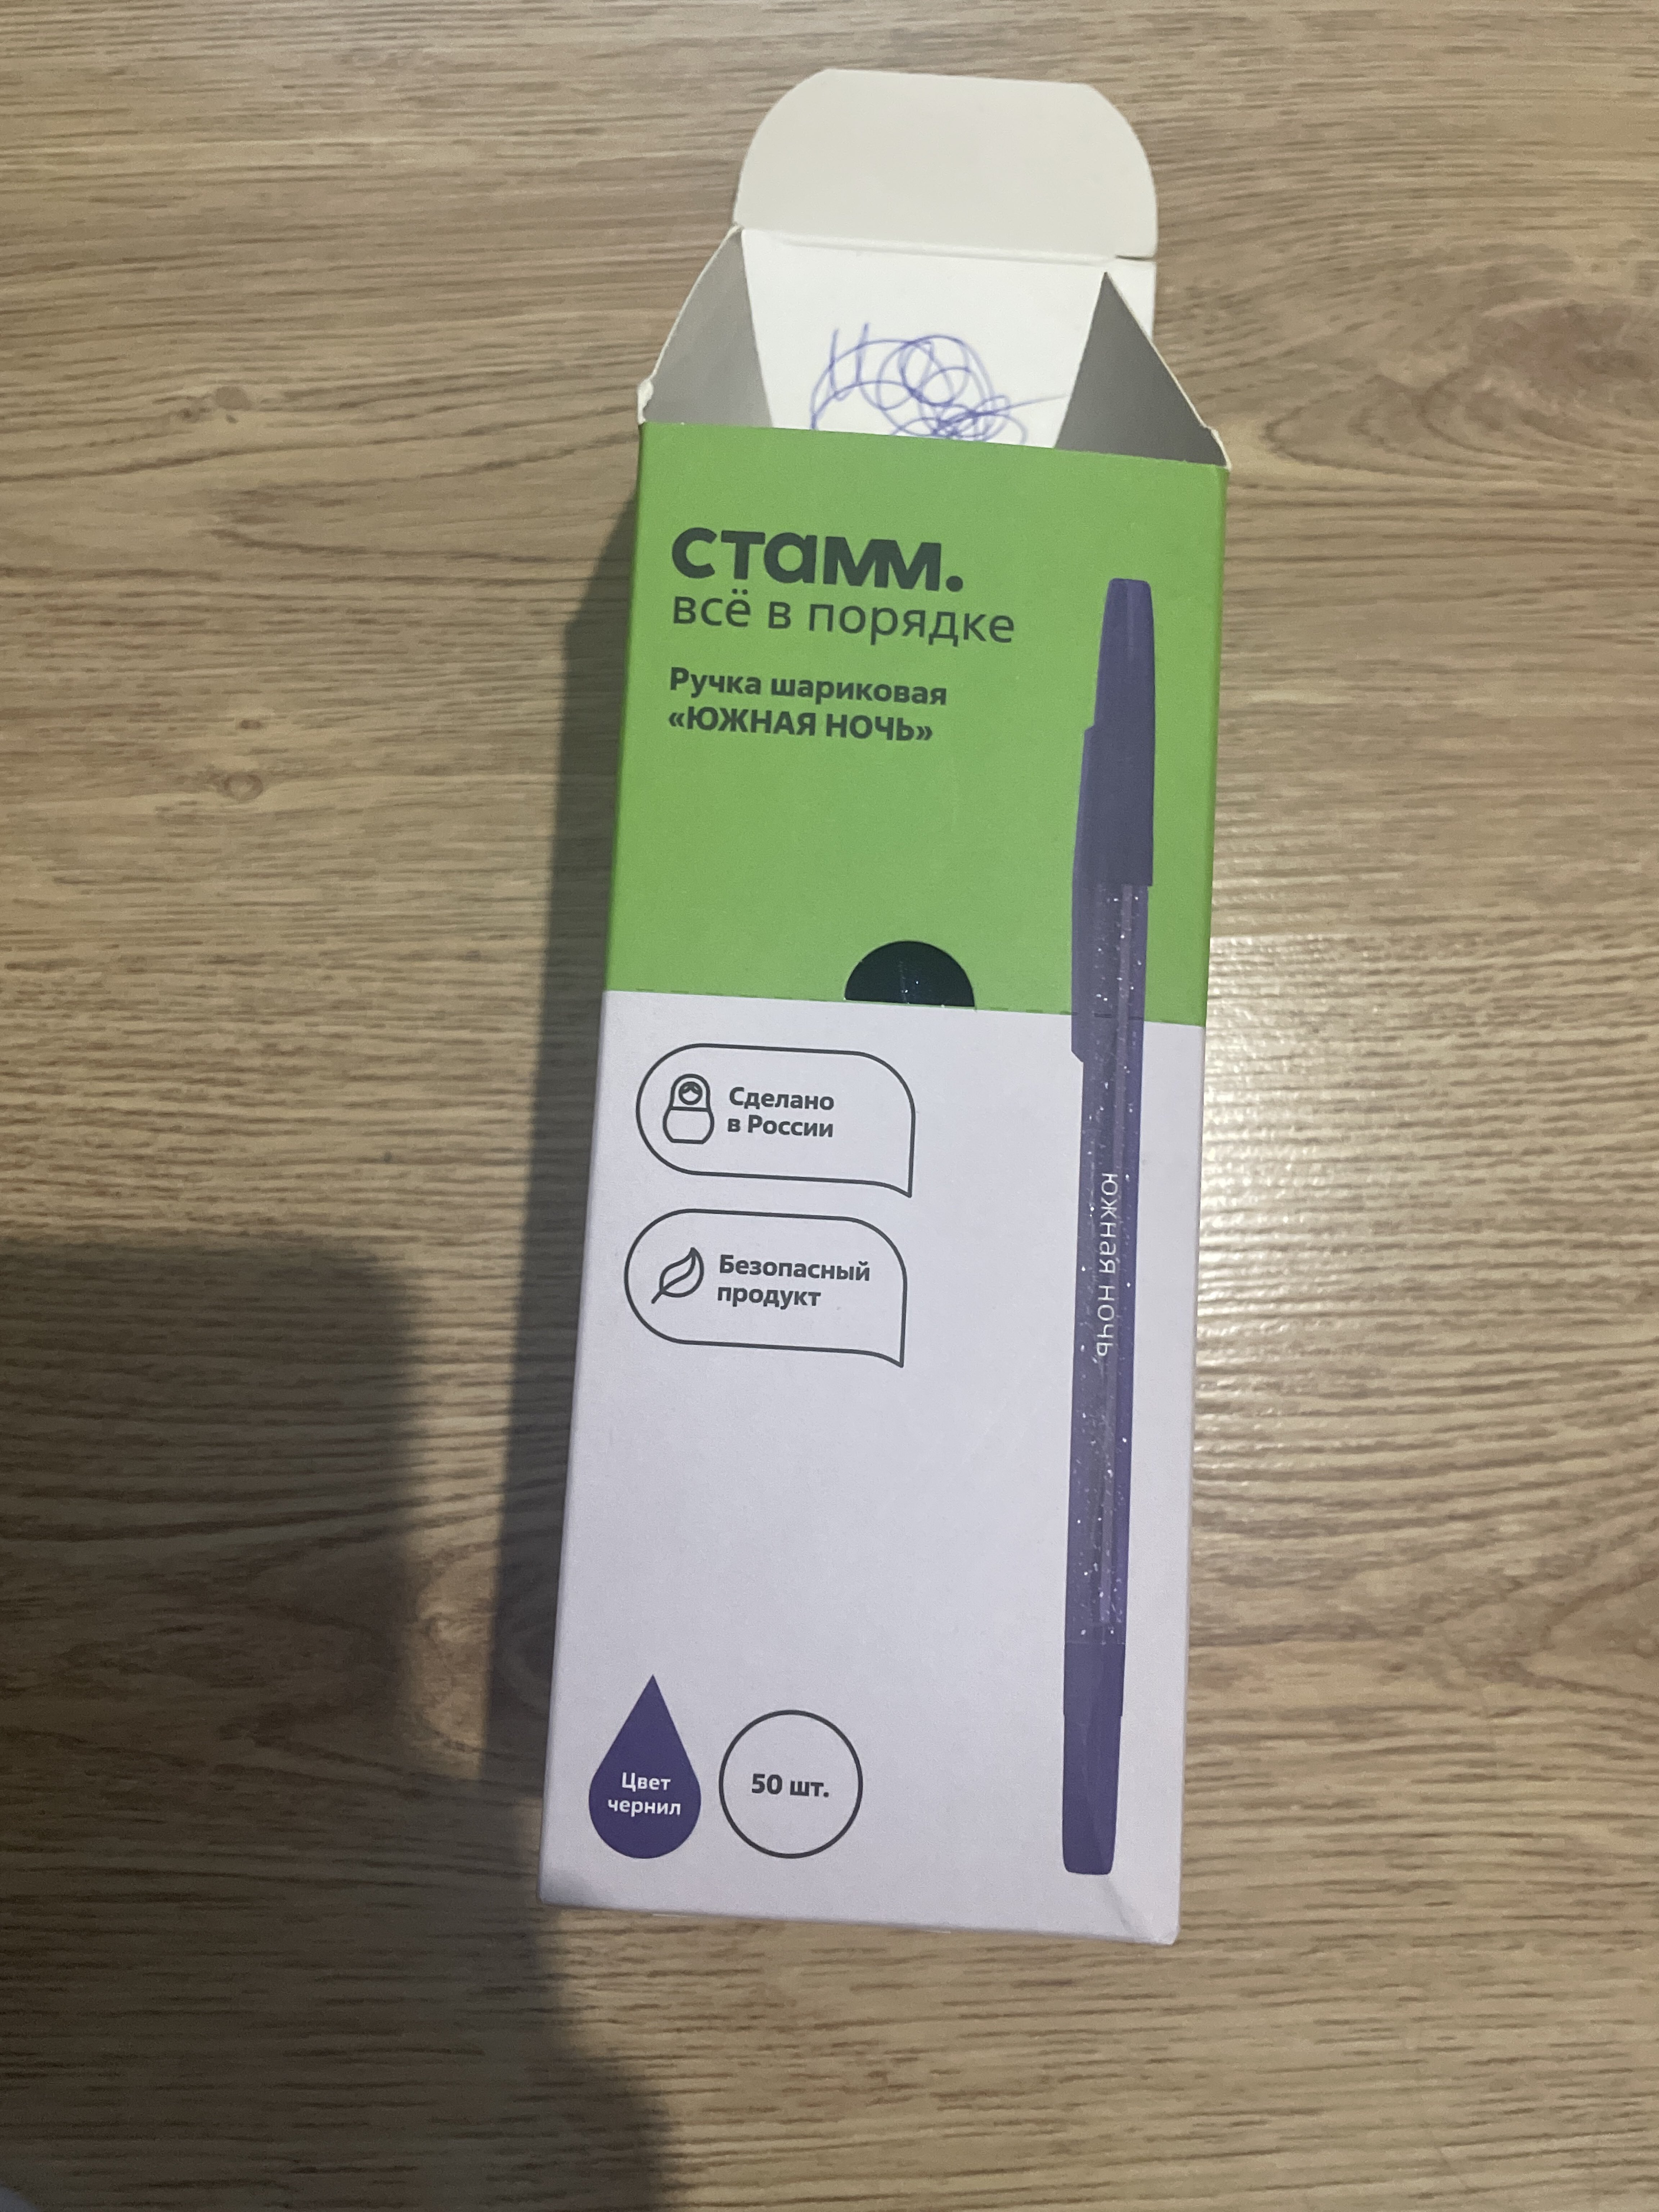 стамм.
всё в порядке
Ручка шариковая
«ЮЖНАЯ НОЧЬ»
Сделано
в России
Безопасный
продукт
южная ночь
Цвет
чернил
50 шт.